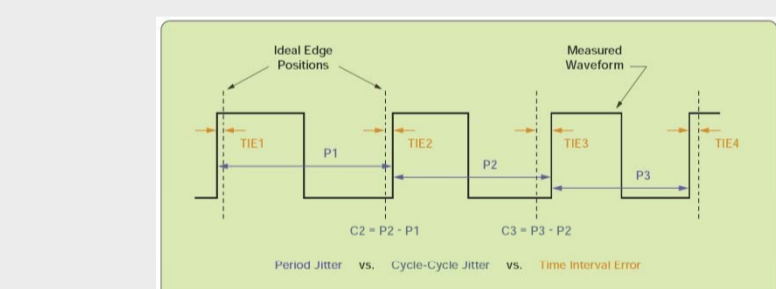 Ideal Edge
Positions
Measured
Waveform
TIE1
TIE2
TIE3
TIE4
P1
P2
P3
C2 = P2 - P1
C3 = P3 - P2
Period Jitter vs. Cycle-Cycle Jitter vs. Time Interval Error